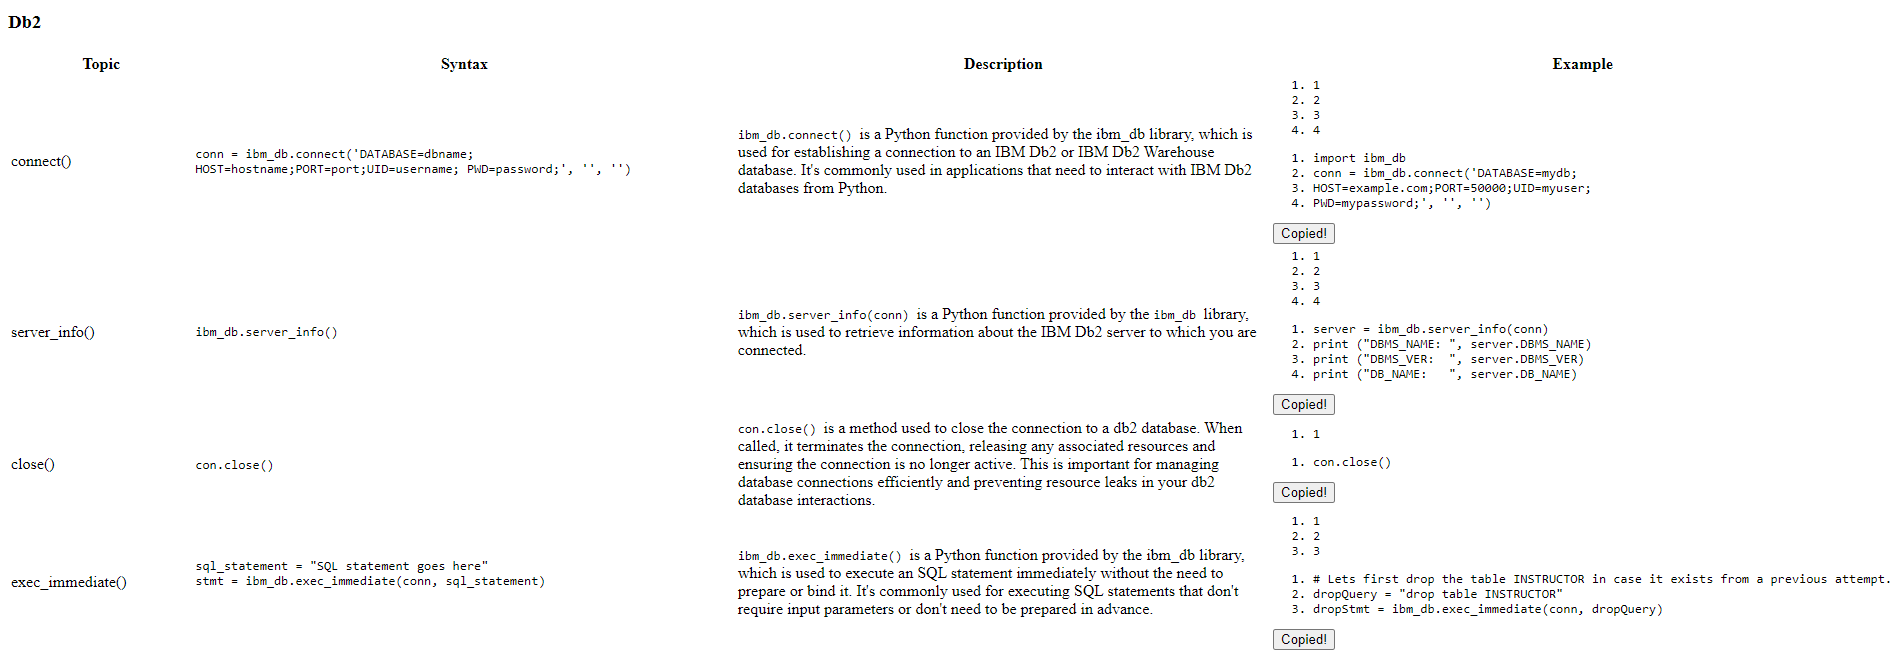 Db2
Topic Syntax Description Example
connect()
conn = ibm_db.connect('DATABASE=dbname;
HOST=hostname;PORT=port;UID=username; PWD=password;', '', '')
ibm_db.connect() is a Python function provided by the ibm_db library, which is
used for establishing a connection to an IBM Db2 or IBM Db2 Warehouse
database. It's commonly used in applications that need to interact with IBM Db2
databases from Python.
1. 1
2. 2
3. 3
4. 4
1. import ibm_db
2. conn = ibm_db.connect('DATABASE=mydb;
3. HOST=example.com;PORT=50000;UID=myuser;
4. PWD=mypassword;', '', '')
Copied!
server_info()
ibm_db.server_info()
ibm_db.server_info(conn) is a Python function provided by the ibm_db library,
which is used to retrieve information about the IBM Db2 server to which you are
connected.
1. 1
2. 2
3. 3
4. 4
1. server = ibm_db.server_info(conn)
2. print ("DBMS_NAME: ", server.DBMS_NAME)
3. print ("DBMS_VER:  ", server.DBMS_VER)
4. print ("DB_NAME:   ", server.DB_NAME)
Copied!
close()
con.close()
con.close() is a method used to close the connection to a db2 database. When
called, it terminates the connection, releasing any associated resources and
ensuring the connection is no longer active. This is important for managing
database connections efficiently and preventing resource leaks in your db2
database interactions.
1. 1
1. con.close()
Copied!
exec_immediate()
sql_statement = "SQL statement goes here"
stmt = ibm_db.exec_immediate(conn, sql_statement)
ibm_db.exec_immediate() is a Python function provided by the ibm_db library,
which is used to execute an SQL statement immediately without the need to
prepare or bind it. It's commonly used for executing SQL statements that don't
require input parameters or don't need to be prepared in advance.
1. 1
2. 2
3. 3
1. # Lets first drop the table INSTRUCTOR in case it exists from a previous attempt.
2. dropQuery = "drop table INSTRUCTOR"
3. dropStmt = ibm_db.exec_immediate(conn, dropQuery)
Copied!